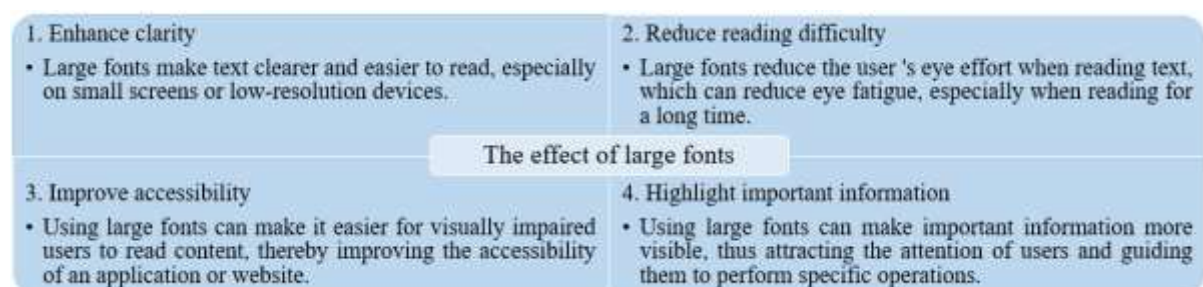 1. Enhance clarity
• Large fonts make text clearer and easier to read, especially
on small screens or low-resolution devices.
2. Reduce reading difficulty
• Large fonts reduce the user 's eye effort when reading text,
which can reduce eye fatigue, especially when reading for
a long time.
The effect of large fonts
3. Improve accessibility
• Using large fonts can make it easier for visually impaired
users to read content, thereby improving the accessibility
of an application or website.
4. Highlight important information
• Using large fonts can make important information more
visible, thus attracting the attention of users and guiding
them to perform specific operations.